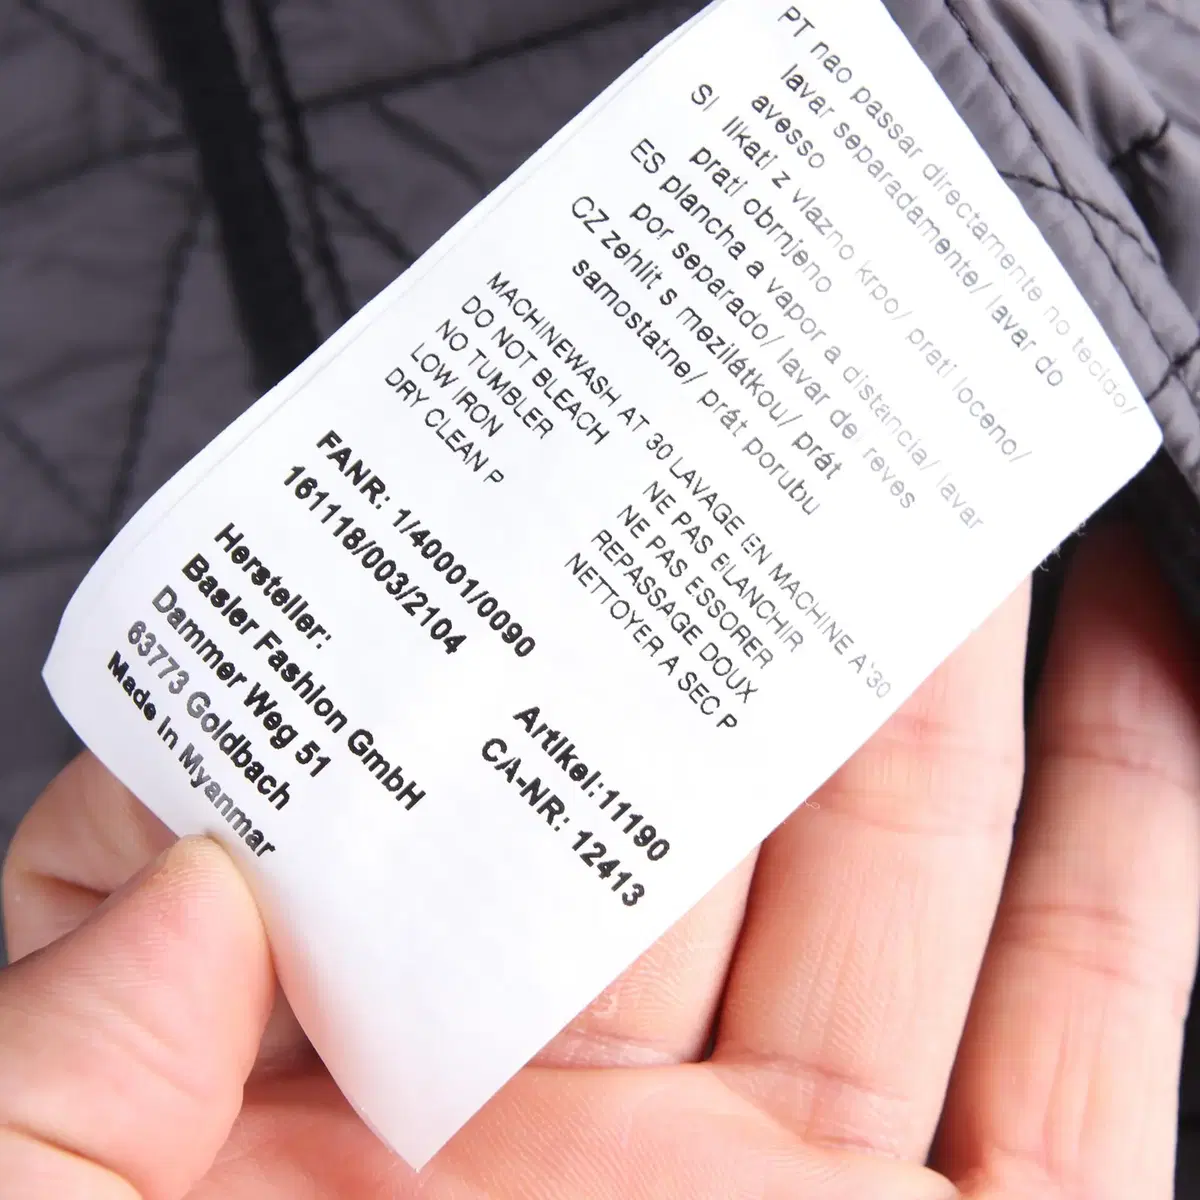 PT nao passar directamente no tecido/
lavar separadamente/ lavar do
avesso
SI likati z vlazno krpo/ prati loceno/
prati obrnjeno
ES plancha a vapor a distancia/ lavar
por separado/ lavar del reves
CZ zehlit s mezilátkou/ prát
samostatne/ prát porubu
MACHINEWASH AT 30 LAVAGE EN MACHINE A'30
DO NOT BLEACH NE PAS BLANCHIR
NO TUMBLER NE PAS ESSORER
LOW IRON REPASSAGE DOUX
DRY CLEAN P NETTOYER A SEC P
FANR: 1/40001/0090 Artikel:11190
161118/003/2104 CA-NR: 12413
Hersteller:
Basler Fashion GmbH
Dammer Weg 51
63773 Goldbach
Made in Myanmar